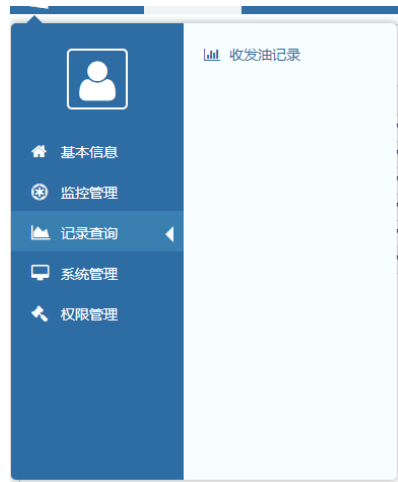 收发油记录
基本信息
监控管理
记录查询
系统管理
权限管理